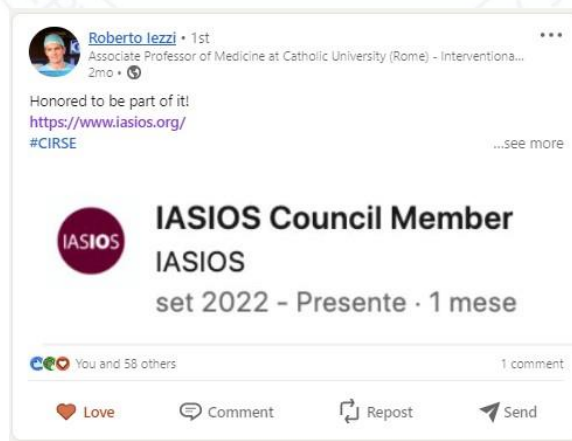 Roberto Iezzi • 1st
Associate Professor of Medicine at Catholic University (Rome) - Interventiona...
2mo •
Honored to be part of it!
https://www.iasios.org/
#CIRSE
...see more
IASIOS
IASIOS Council Member
IASIOS
set 2022 - Presente · 1 mese
You and 58 others
1 comment
Love
Comment
Repost
Send